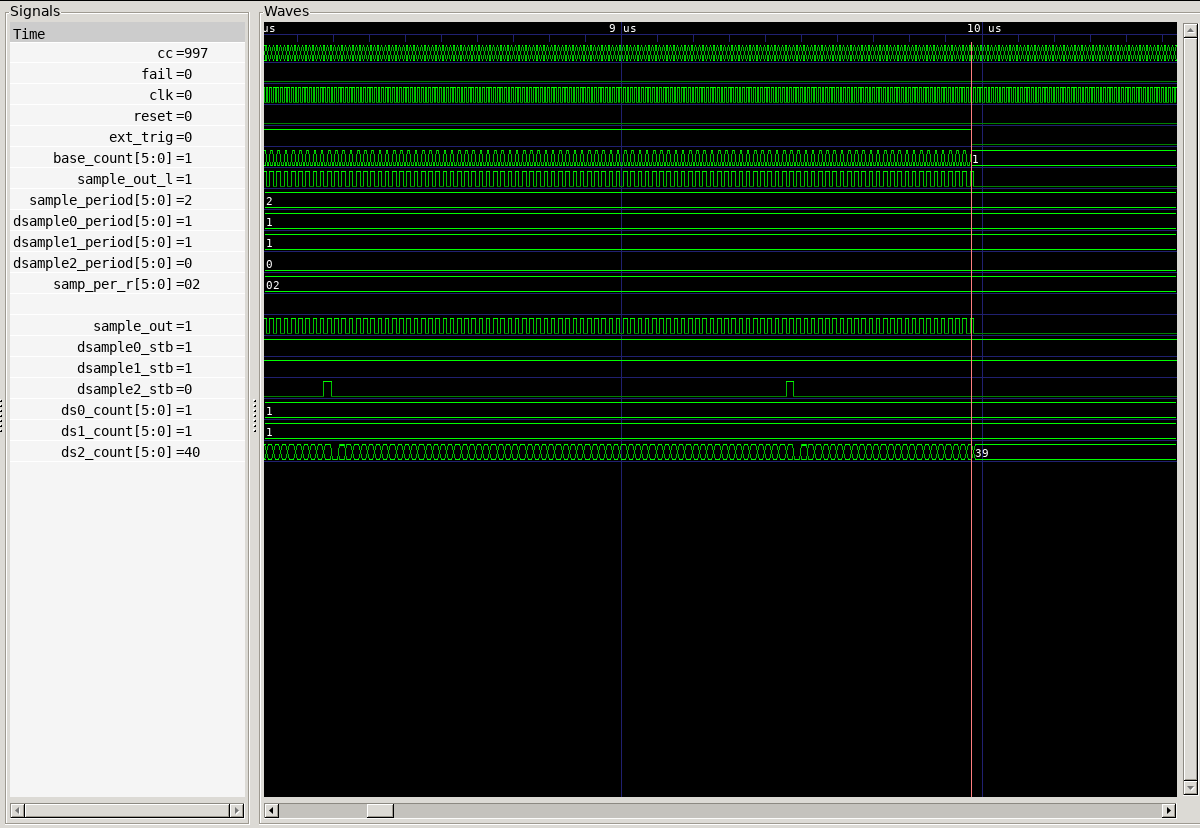 Signals
Waves
Time
us
9 us
10 us
cc=997
fail=0
clk=0
reset=0
ext_trig=0
base_count[5:0]=1
1
sample_out_l=1
sample_period[5:0]=2
2
dsample0_period[5:0]=1
1
dsample1_period[5:0]=1
1
dsample2_period[5:0]=0
0
samp_per_r[5:0]=02
02
sample_out=1
dsample0_stb=1
dsample1_stb=1
dsample2_stb=0
ds0_count[5:0]=1
1
ds1_count[5:0]=1
1
ds2_count[5:0]=40
39